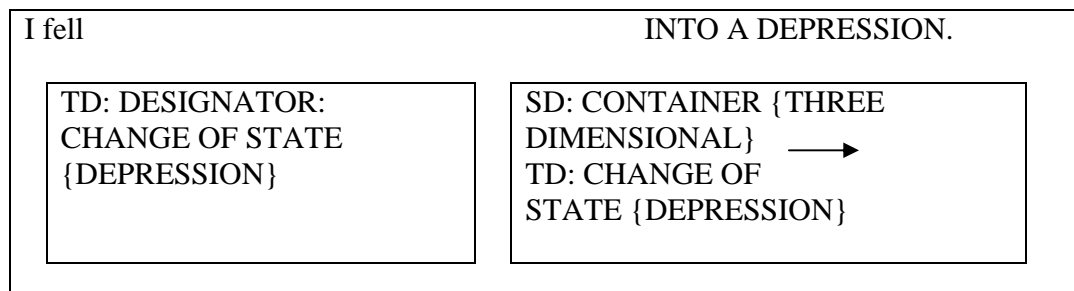 I fell INTO A DEPRESSION.
TD: DESIGNATOR:
CHANGE OF STATE
{DEPRESSION}
SD: CONTAINER {THREE
DIMENSIONAL}
TD: CHANGE OF
STATE {DEPRESSION}